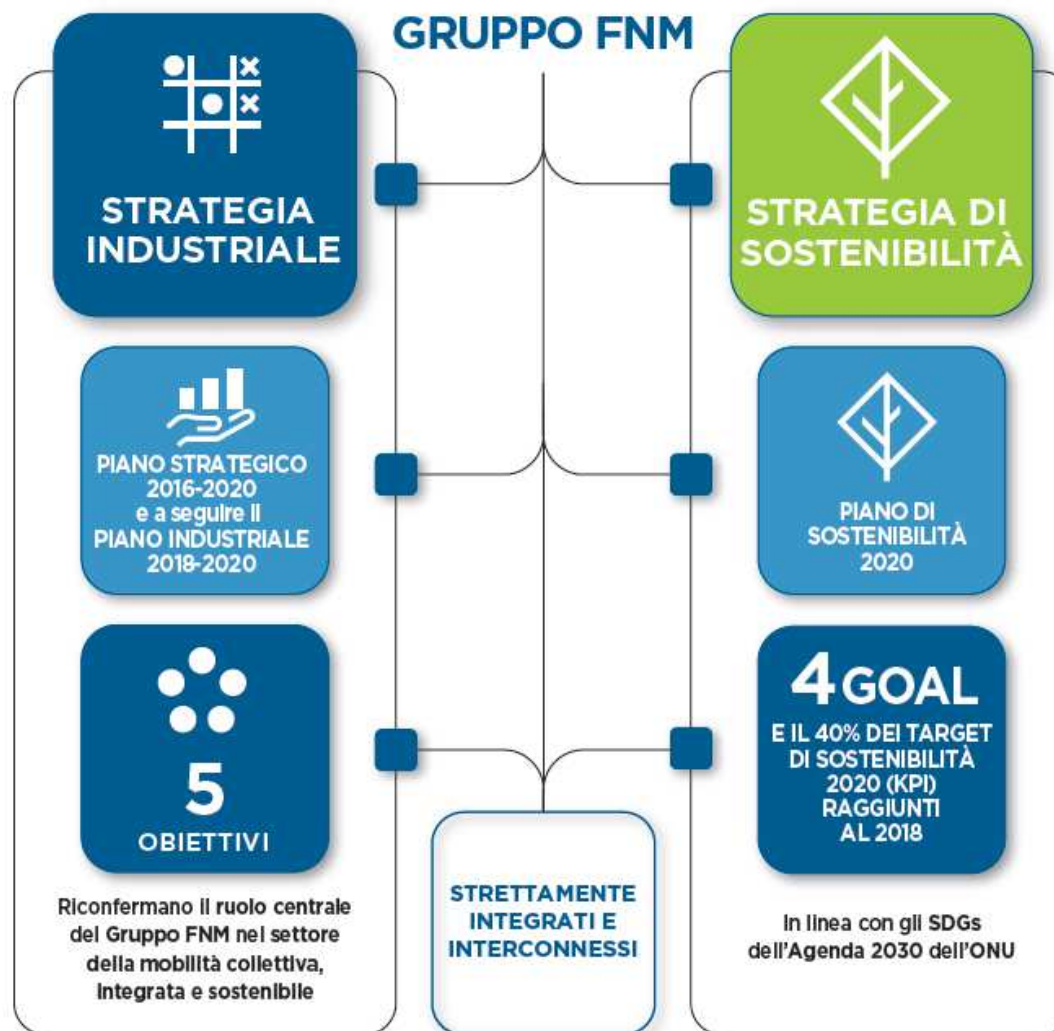 GRUPPO FNM
STRATEGIA
INDUSTRIALE
PIANO STRATEGICO
2016-2020
e a seguire il
PIANO INDUSTRIALE
2018-2020
5
OBIETTIVI
Riconfermano il ruolo centrale
del Gruppo FNM nel settore
della mobilità collettiva,
integrata e sostenibile
STRETTAMENTE
INTEGRATI E
INTERCONNESSI
STRATEGIA DI
SOSTENIBILITÀ
PIANO DI
SOSTENIBILITÀ
2020
4 GOAL
E IL 40% DEI TARGET
DI SOSTENIBILITÀ
2020 (KPI)
RAGGIUNTI
AL 2018
In linea con gli SDGs
dell'Agenda 2030 dell'ONU